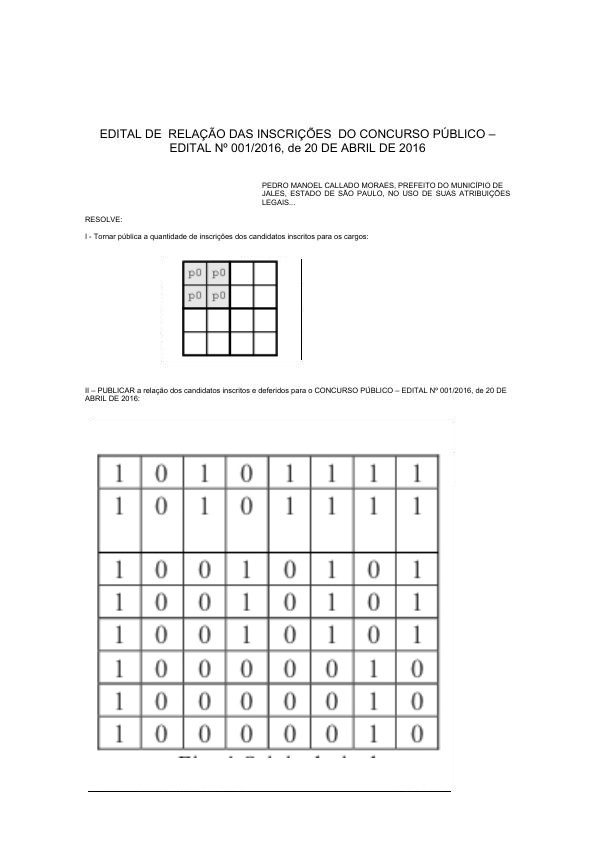 EDITAL DE RELAÇÃO DAS INSCRIÇÕES DO CONCURSO PÚBLICO –
EDITAL Nº 001/2016, de 20 DE ABRIL DE 2016
PEDRO MANOEL CALLADO MORAES, PREFEITO DO MUNICÍPIO DE
JALES, ESTADO DE SÃO PAULO, NO USO DE SUAS ATRIBUIÇÕES
LEGAIS...
RESOLVE:
I - Tornar pública a quantidade de inscrições dos candidatos inscritos para os cargos:
p0 p0
p0 p0
II – PUBLICAR a relação dos candidatos inscritos e deferidos para o CONCURSO PÚBLICO – EDITAL Nº 001/2016, de 20 DE
ABRIL DE 2016:
1 0 1 0 1 1 1 1
1 0 1 0 1 1 1 1
1 0 0 1 0 1 0 1
1 0 0 1 0 1 0 1
1 0 0 1 0 1 0 1
1 0 0 0 0 0 1 0
1 0 0 0 0 0 1 0
1 0 0 0 0 0 1 0